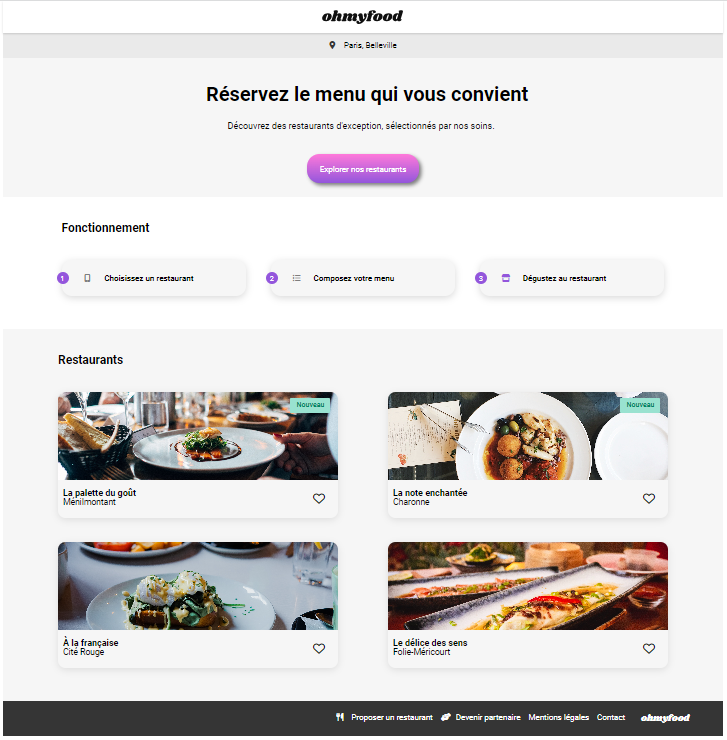 ohmyfood
Paris, Belleville
Réservez le menu qui vous convient
Découvrez des restaurants d'exception, sélectionnés par nos soins.
Explorer nos restaurants
Fonctionnement
1 Choisissez un restaurant
2 Composez votre menu
3 Dégustez au restaurant
Restaurants
Nouveau
La palette du goût
Ménilmontant
Nouveau
La note enchantée
Charonne
À la française
Cité Rouge
Le délice des sens
Folie-Méricourt
Proposer un restaurant Devenir partenaire Mentions légales Contact ohmyfood